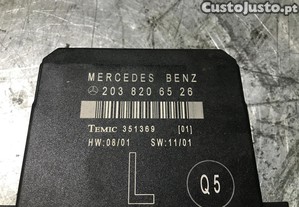 CustoJusto.pt
MERCEDES BENZ
203 820 65 26
TEMIC 351369 [01]
HW:08/01 SW:11/01
L
Q5